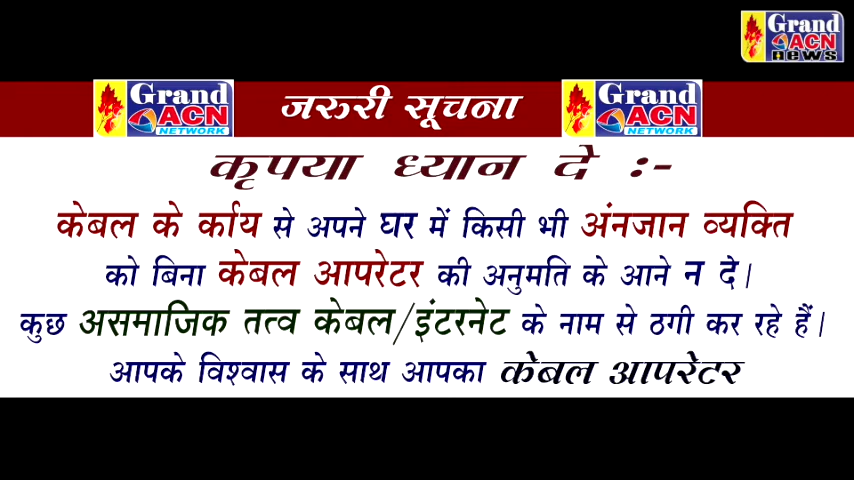 Grand
ACN
news
Grand
ACN
NETWORK
जरूरी सूचना
Grand
ACN
NETWORK
कृपया ध्यान दे :-
केबल के र्काय से अपने घर में किसी भी अंनजान व्यक्ति
को बिना केबल आपरेटर की अनुमति के आने न दे।
कुछ असमाजिक तत्व केबल/इंटरनेट के नाम से ठगी कर रहे हैं।
आपके विश्वास के साथ आपका केबल आपरेटर